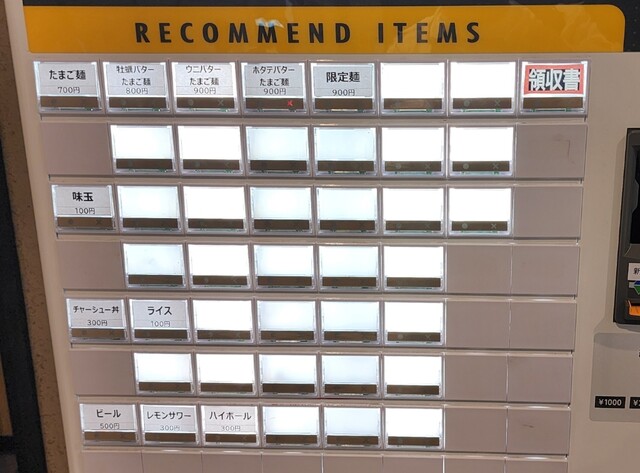 RECOMMEND ITEMS
たまご麺
700円
牡蠣バター
たまご麺
800円
ウニバター
たまご麺
900円
ホタテバター
たまご麺
900円
限定麺
900円
領収書
味玉
100円
チャーシュー丼
300円
ライス
100円
ビール
500円
レモンサワー
300円
ハイボール
300円
¥1000